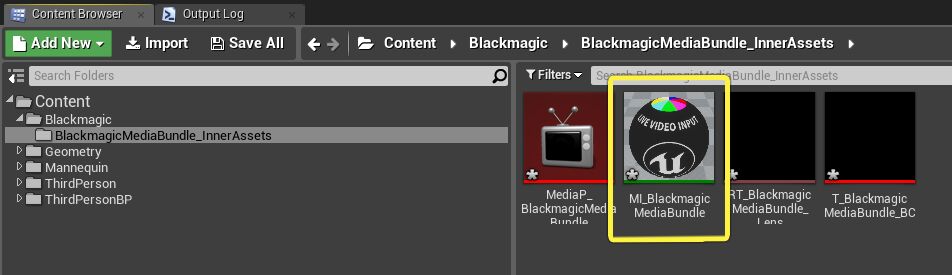 Content Browser
Output Log
Add New
Import
Save All
Content
Blackmagic
BlackmagicMediaBundle_InnerAssets
Search Folders
Filters
Search BlackmagicMediaBundle_InnerAssets
Content
Blackmagic
BlackmagicMediaBundle_InnerAssets
Geometry
Mannequin
ThirdPerson
ThirdPersonBP
LIVE VIDEO INPUT
MediaP_
BlackmagicMedia
Bundle
MI_Blackmagic
MediaBundle
RT_Blackmagic
MediaBundle_
Lens
T_Blackmagic
MediaBundle_BC